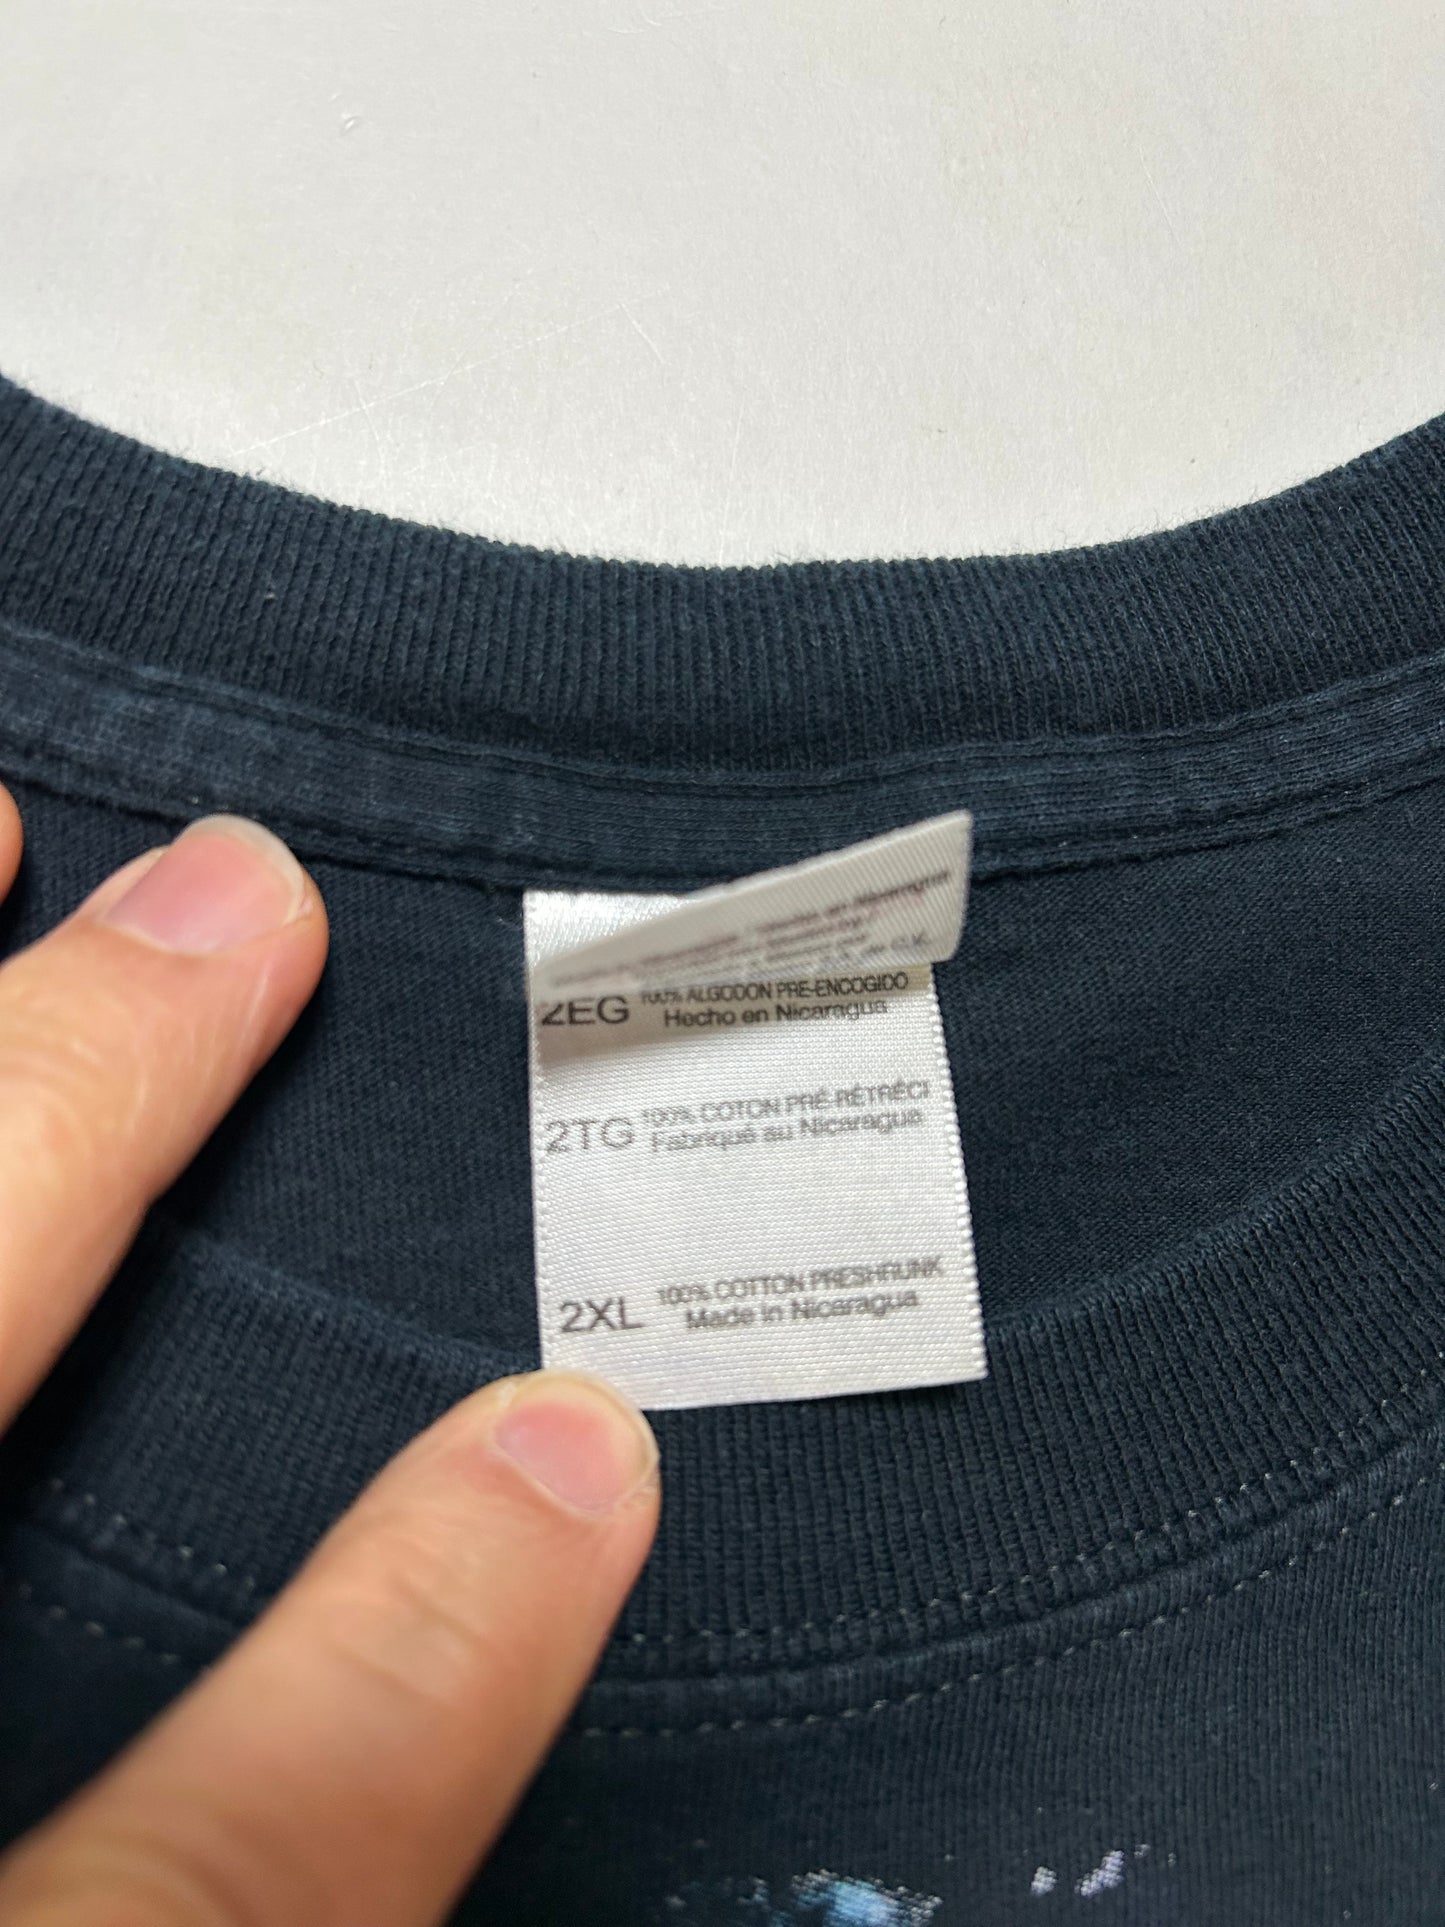 2EG 100% ALGODON PRE-ENCOGIDO
Hecho en Nicaragua
2TG 100% COTON PRÉ-RÉTRÉCI
Fabriqué au Nicaragua
2XL 100% COTTON PRESHRUNK
Made in Nicaragua